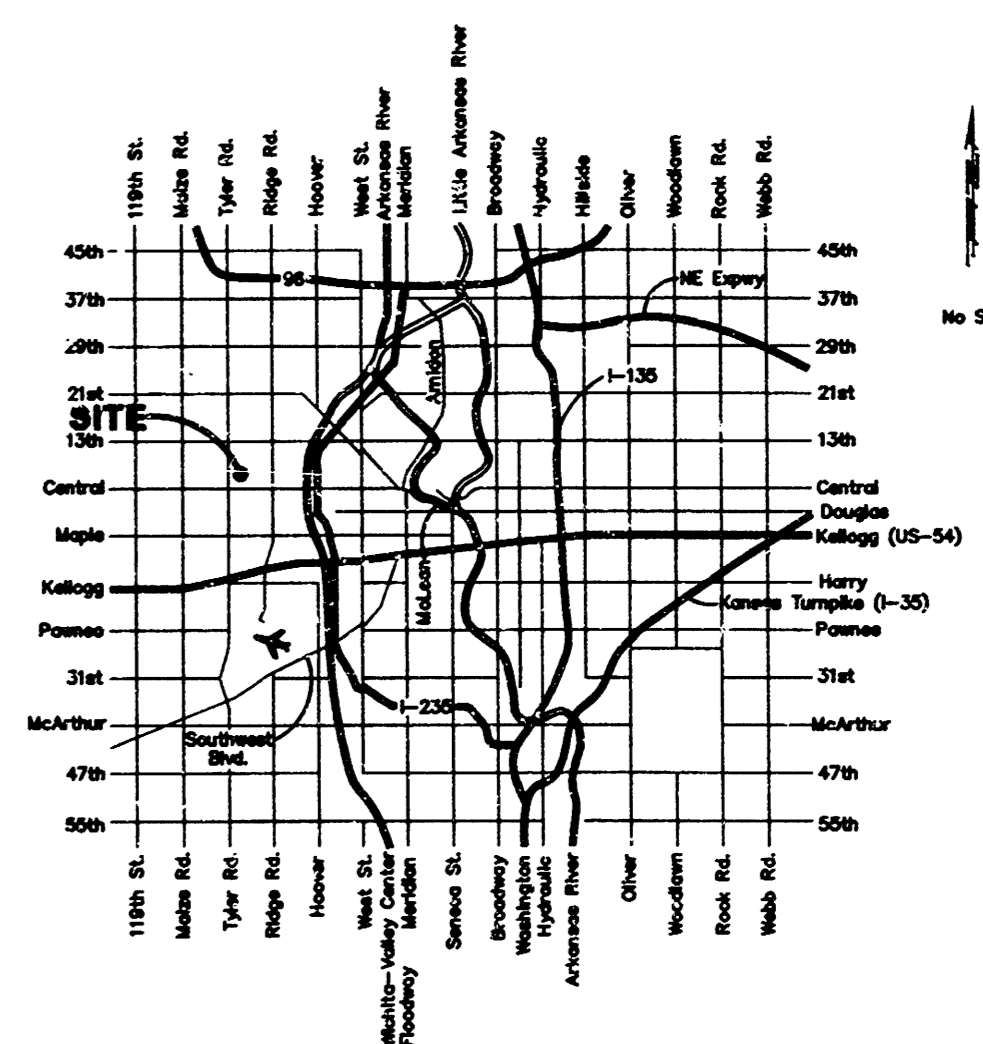 119th St.
Maize Rd.
Tyler Rd.
Ridge Rd.
Hoover
West St.
Arkansas River
Meridian
Little Arkansas River
Broadway
Hydraulic
Hillside
Oliver
Woodlawn
Rock Rd.
Webb Rd.
45th
45th
96
NE Expwy
37th
37th
No S
29th
29th
Amidon
I-135
21st
21st
SITE
13th
13th
Central
Central
Douglas
Maple
Kellogg (US-54)
Kellogg
McLean
Harry
Kansas Turnpike (I-35)
Pawnee
Pawnee
31st
31st
I-235
McArthur
McArthur
Southwest
Blvd.
47th
47th
55th
55th
119th St.
Maize Rd.
Tyler Rd.
Ridge Rd.
Hoover
West St.
Wichita-Valley Center
Floodway
Meridian
Seneca St.
Broadway
Washington
Hydraulic
Arkansas River
Oliver
Woodlawn
Rock Rd.
Webb Rd.